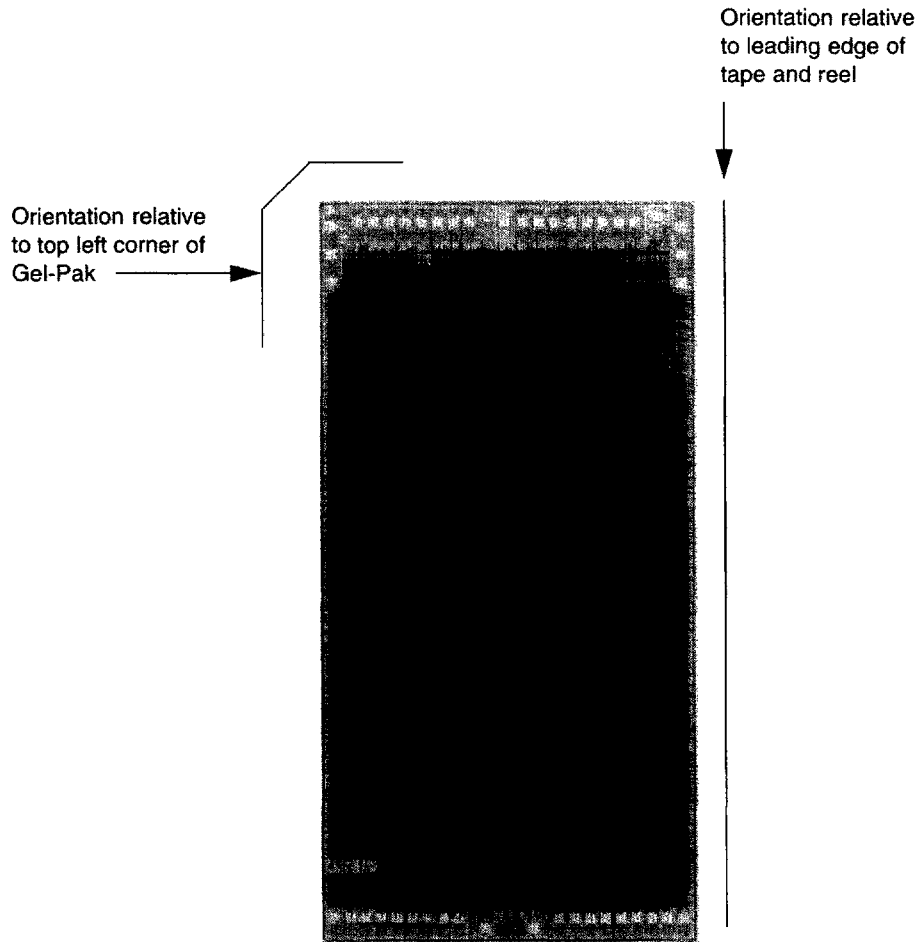 Orientation relative
to leading edge of
tape and reel
Orientation relative
to top left corner of
Gel-Pak